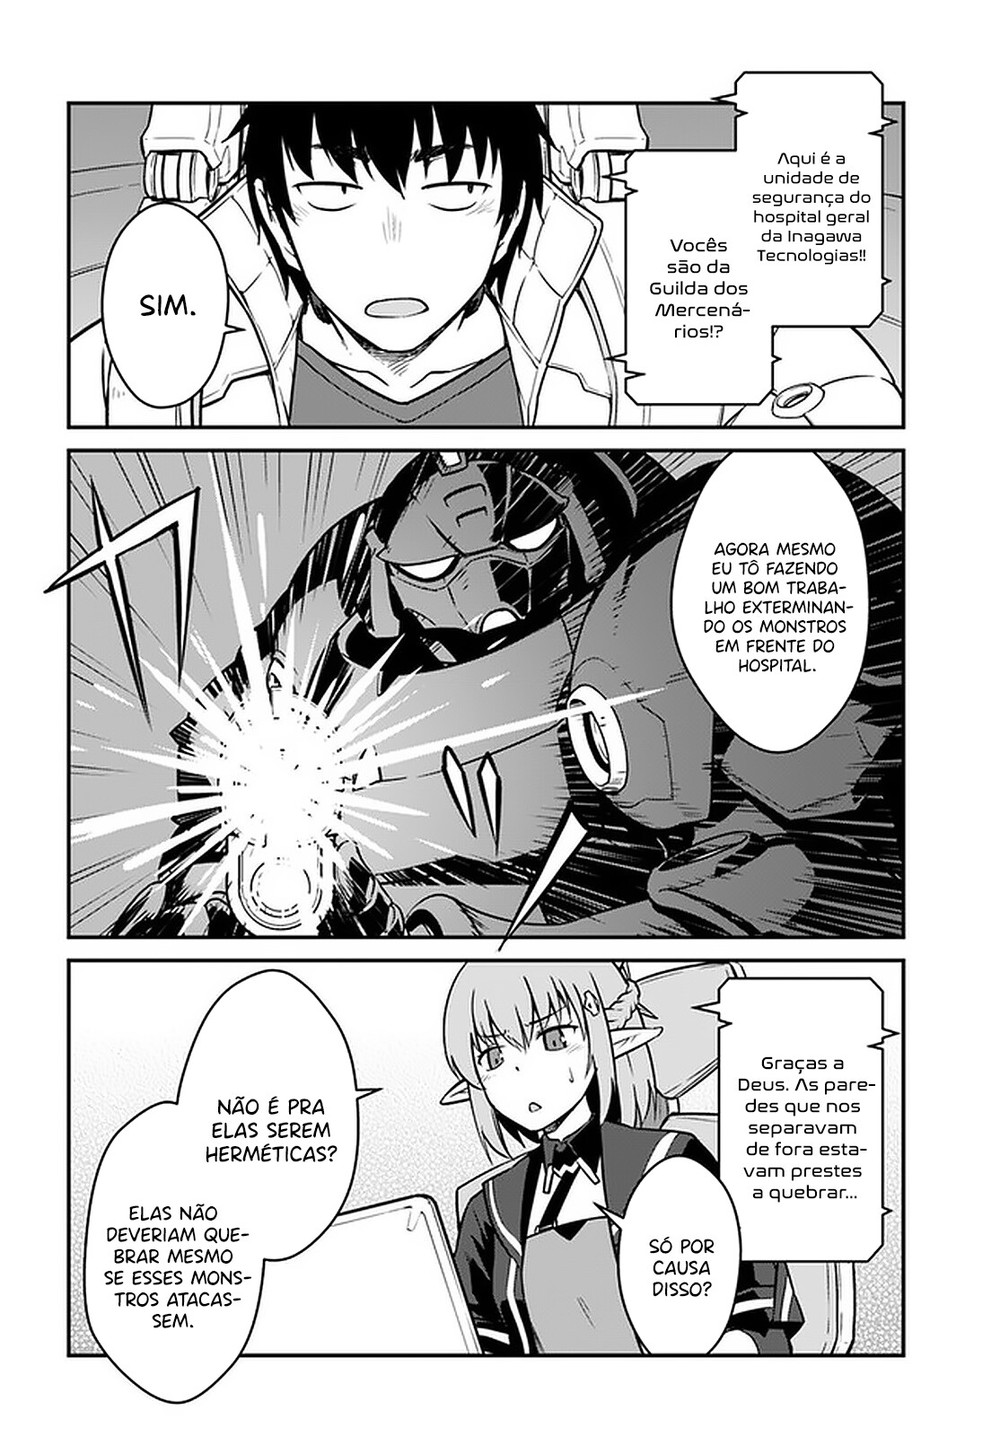 Aqui é a
unidade de
segurança do
hospital geral
da Inagawa
Tecnologias!!
Vocês
são da
Guilda dos
Mercená-
rios!?
SIM.
AGORA MESMO
EU TÔ FAZENDO
UM BOM TRABA-
LHO EXTERMINAN-
DO OS MONSTROS
EM FRENTE DO
HOSPITAL.
Graças a
Deus. As pare-
des que nos
separavam
de fora esta-
vam prestes
a quebrar...
SÓ POR
CAUSA
DISSO?
NÃO É PRA
ELAS SEREM
HERMÉTICAS?
ELAS NÃO
DEVERIAM QUE-
BRAR MESMO
SE ESSES MONS-
TROS ATACAS-
SEM.